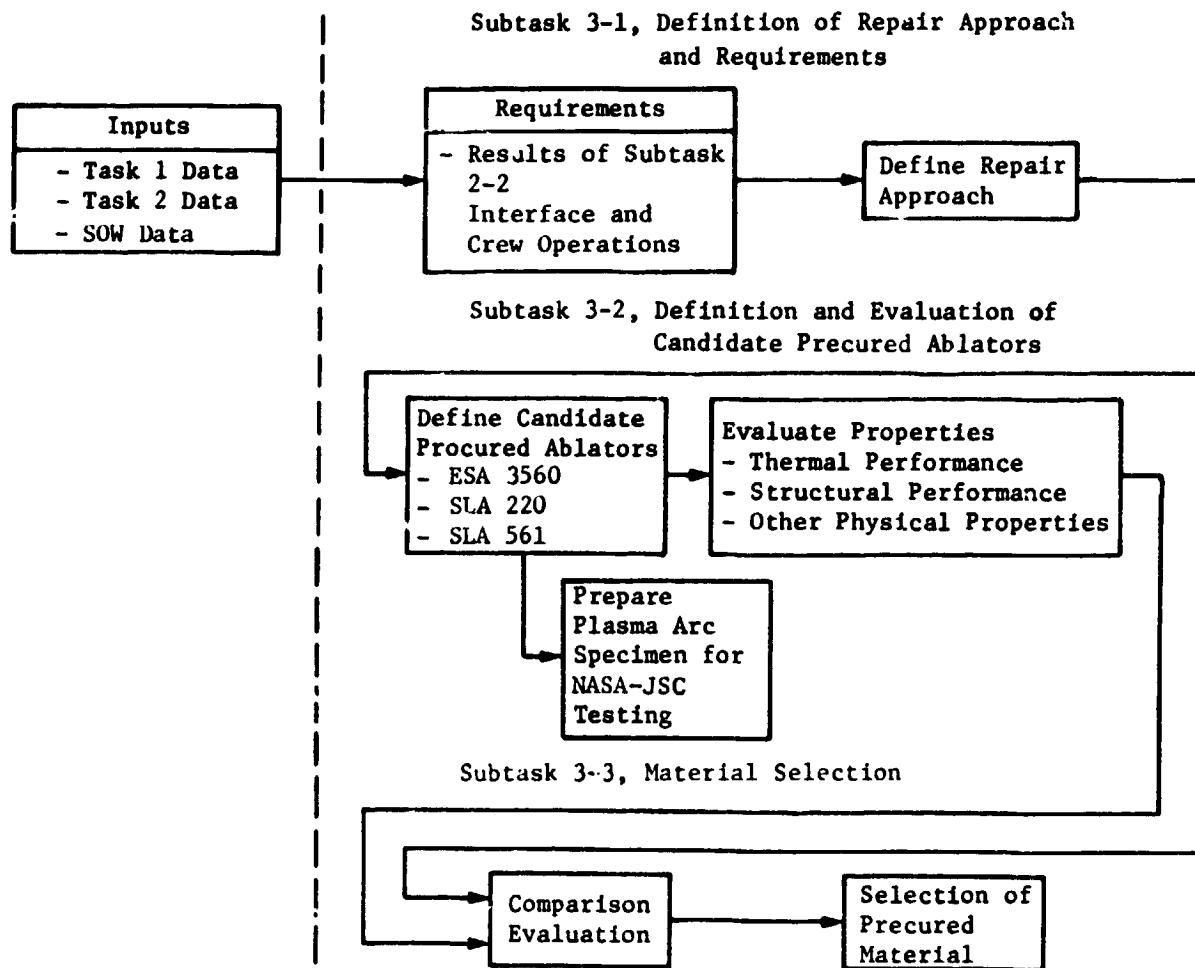 Subtask 3-1, Definition of Repair Approach
and Requirements
Inputs
- Task 1 Data
- Task 2 Data
- SOW Data
Requirements
- Results of Subtask
2-2
Interface and
Crew Operations
Define Repair
Approach
Subtask 3-2, Definition and Evaluation of
Candidate Precured Ablators
Define Candidate
Procured Ablators
- ESA 3560
- SLA 220
- SLA 561
Evaluate Properties
- Thermal Performance
- Structural Performance
- Other Physical Properties
Prepare
Plasma Arc
Specimen for
NASA-JSC
Testing
Subtask 3-3, Material Selection
Comparison
Evaluation
Selection of
Precured
Material